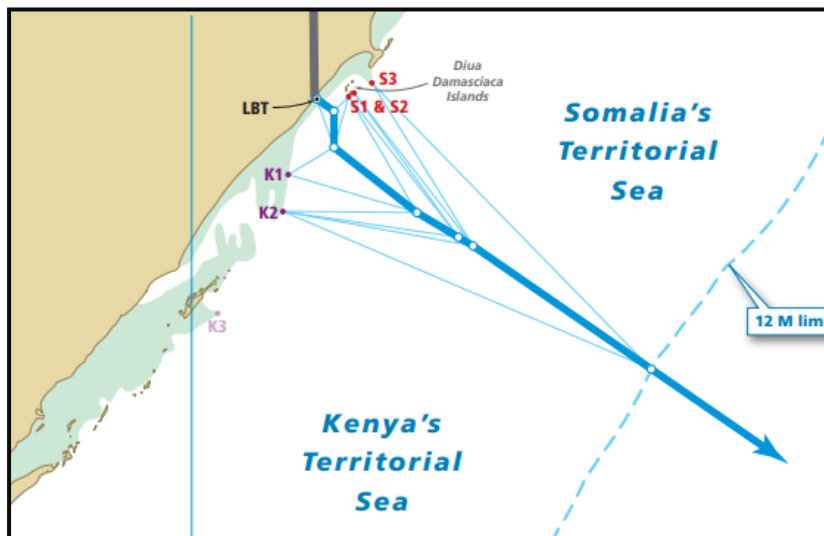 Diua
Damasciaca
Islands
S3
LBT
S1 & S2
Somalia's
Territorial
Sea
K1
K2
K3
12 M lim
Kenya's
Territorial
Sea